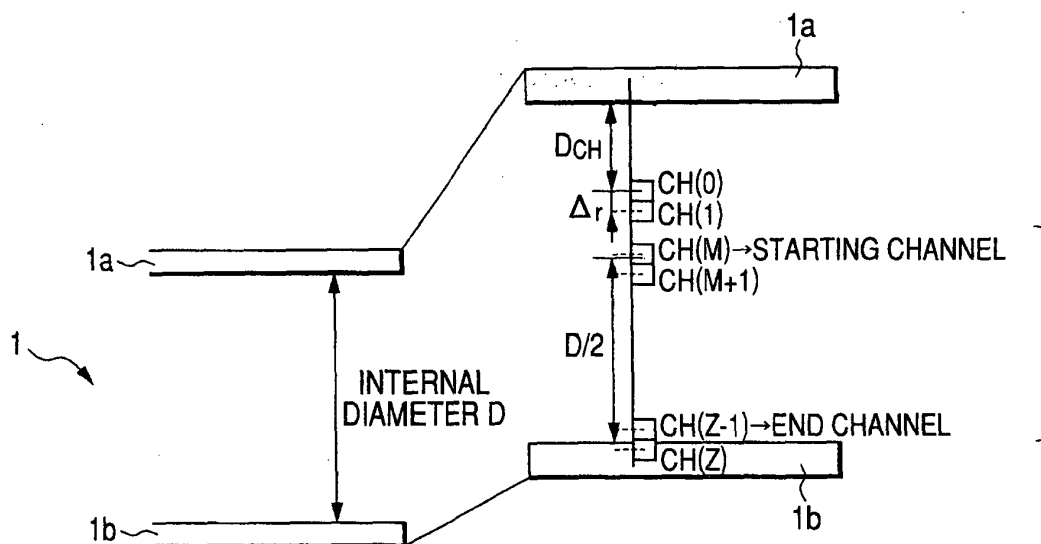 1a
DCH
CH(0)
Δr
CH(1)
CH(M)→STARTING CHANNEL
CH(M+1)
1a
D/2
1
INTERNAL
DIAMETER D
CH(Z-1)→END CHANNEL
CH(Z)
1b
1b